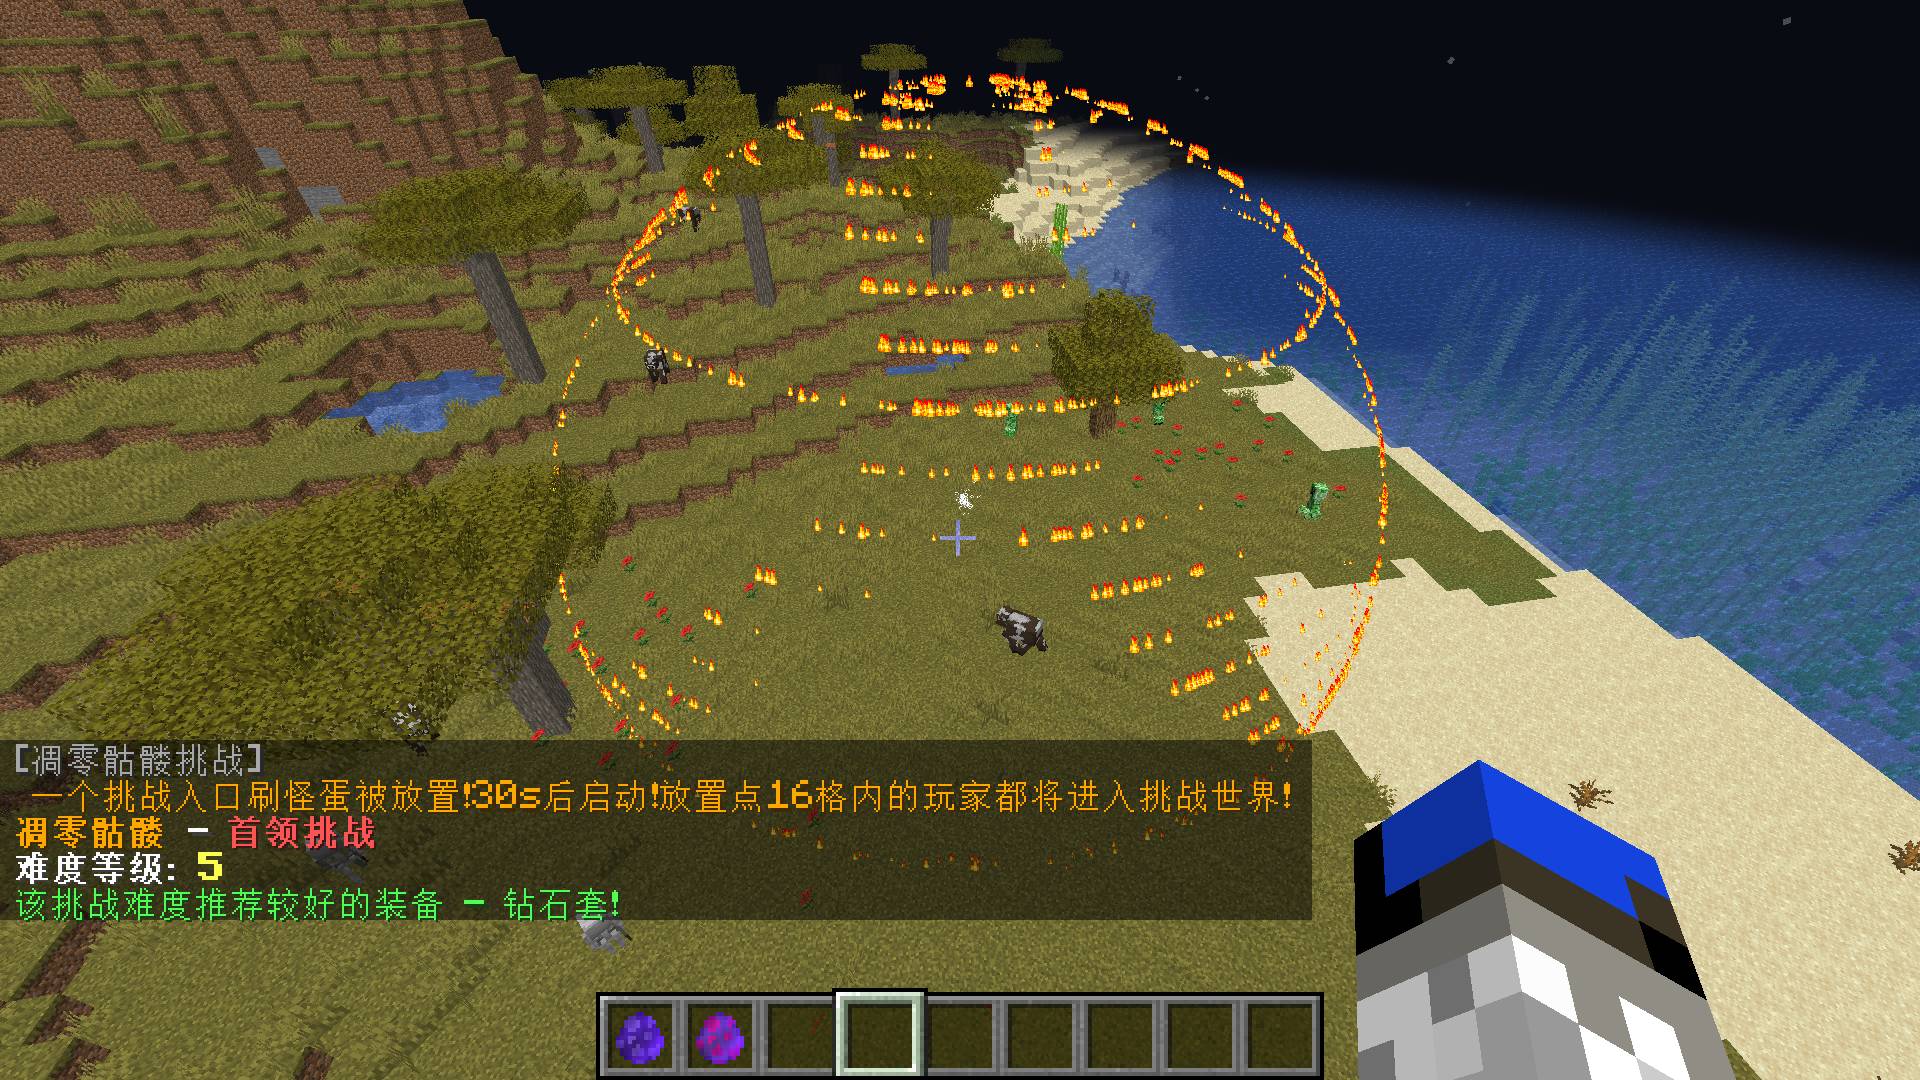 [凋零骷髅挑战]
一个挑战入口刷怪蛋被放置!30s后启动!放置点16格内的玩家都将进入挑战世界!
凋零骷髅 - 首领挑战
难度等级: 5
该挑战难度推荐较好的装备 - 钻石套!